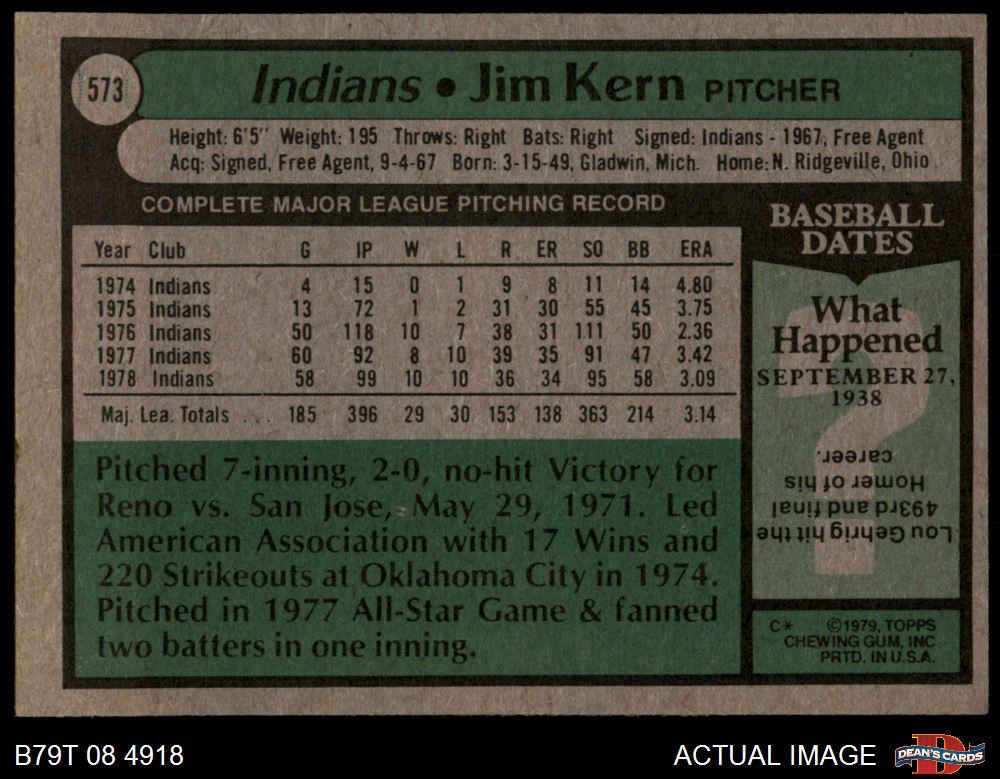 573
Indians • Jim Kern PITCHER
Height: 6'5" Weight: 195 Throws: Right Bats: Right Signed: Indians - 1967, Free Agent
Acq: Signed, Free Agent, 9-4-67 Born: 3-15-49, Gladwin, Mich. Home: N. Ridgeville, Ohio
COMPLETE MAJOR LEAGUE PITCHING RECORD
Year Club G IP W L R ER SO BB ERA
1974 Indians 4 15 0 1 9 8 11 14 4.80
1975 Indians 13 72 1 2 31 30 55 45 3.75
1976 Indians 50 118 10 7 38 31 111 50 2.36
1977 Indians 60 92 8 10 39 35 91 47 3.42
1978 Indians 58 99 10 10 36 34 95 58 3.09
Maj. Lea. Totals ... 185 396 29 30 153 138 363 214 3.14
Pitched 7-inning, 2-0, no-hit Victory for
Reno vs. San Jose, May 29, 1971. Led
American Association with 17 Wins and
220 Strikeouts at Oklahoma City in 1974.
Pitched in 1977 All-Star Game & fanned
two batters in one inning.
BASEBALL
DATES
What
Happened
SEPTEMBER 27,
1938
Lou Gehrig hit the
493rd and final
Homer of his
career.
C* ©1979, TOPPS
CHEWING GUM, INC
PRTD. IN U.S.A.
B79T 08 4918
ACTUAL IMAGE
DEAN'S CARDS